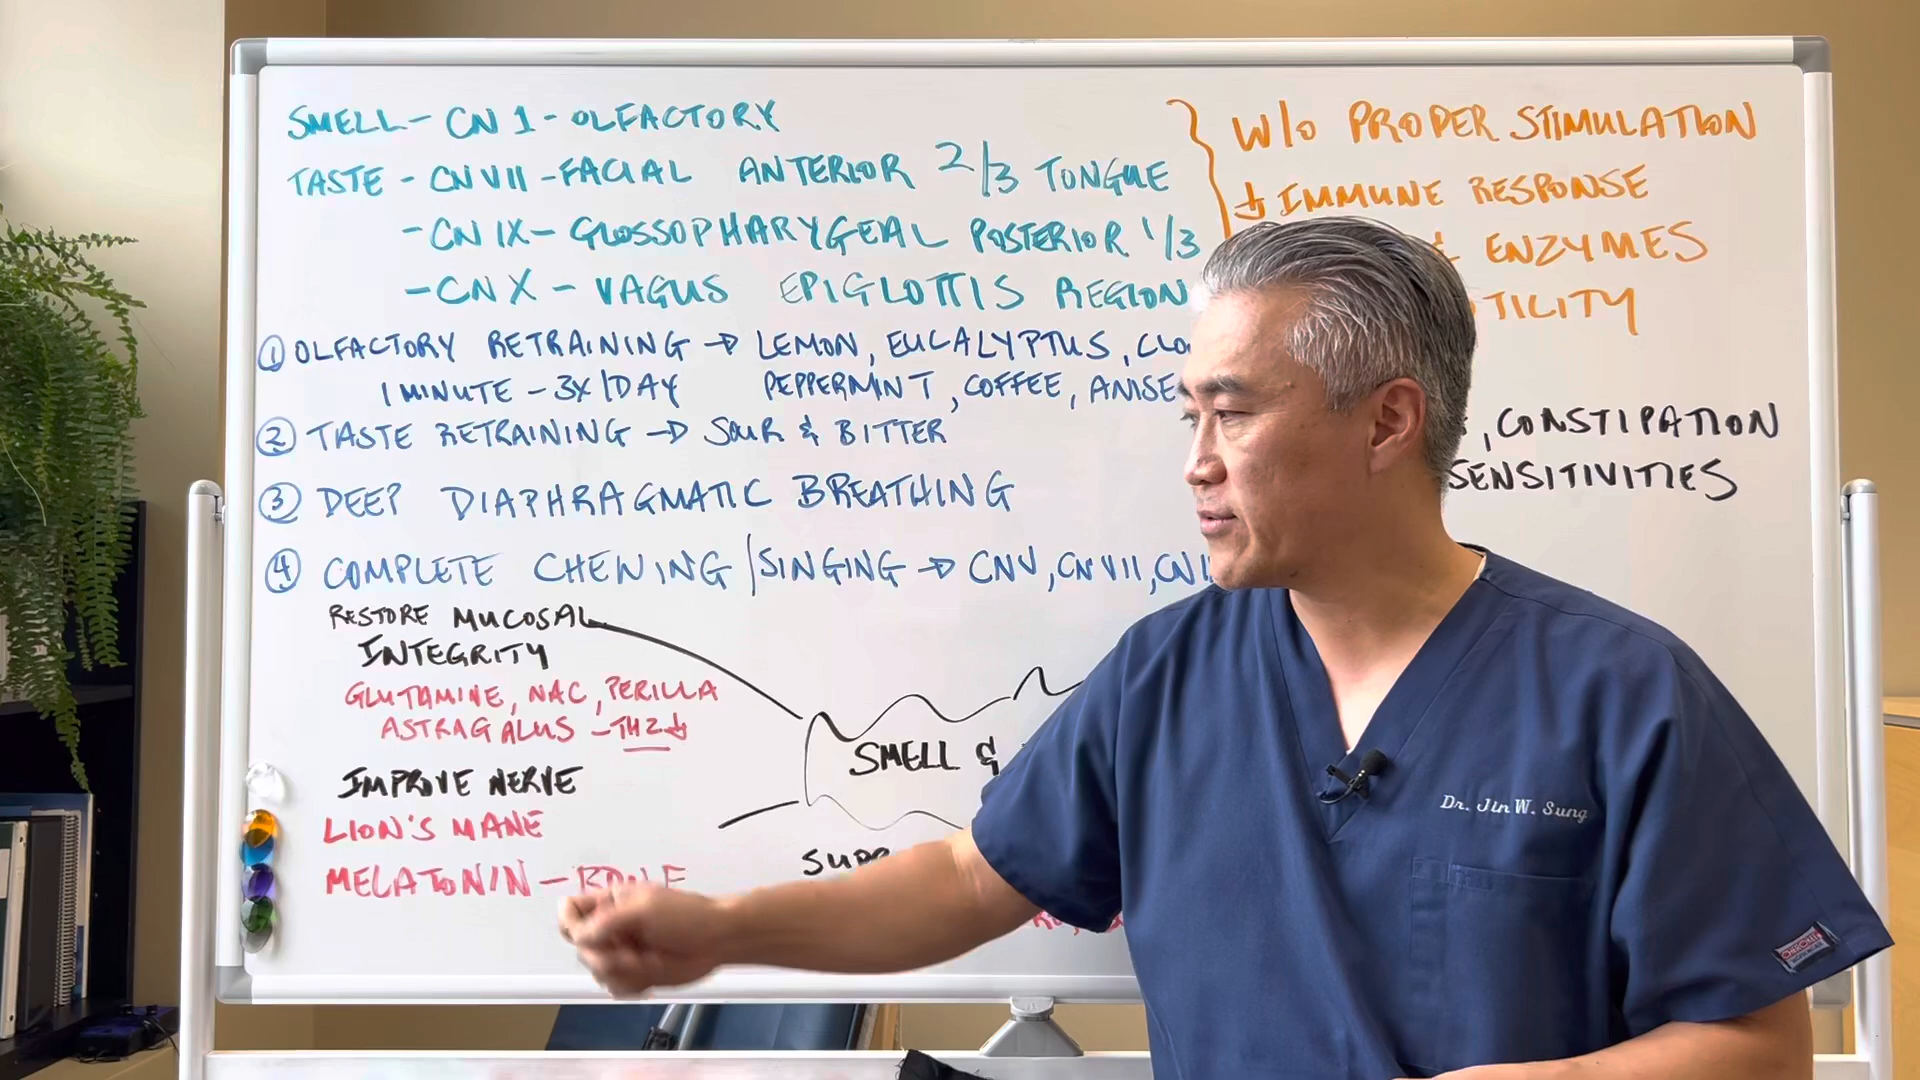 SMELL - CN 1 - OLFACTORY
TASTE - CN VII - FACIAL ANTERIOR 2/3 TONGUE
- CN IX - GLOSSOPHARYGEAL POSTERIOR 1/3
- CN X - VAGUS EPIGLOTTIS REGION
W/O PROPER STIMULATION
↓ IMMUNE RESPONSE
ENZYMES
① OLFACTORY RETRAINING → LEMON, EUCALYPTUS,
1 MINUTE - 3X/DAY PEPPERMINT, COFFEE, ANISE
② TASTE RETRAINING → SOUR & BITTER
, CONSTIPATION
SENSITIVITIES
③ DEEP DIAPHRAGMATIC BREATHING
④ COMPLETE CHEWING / SINGING → CNV, CN VII,
RESTORE MUCOSAL
INTEGRITY
GLUTAMINE, NAC, PERILLA
ASTRAGALUS - TH2↓
SMELL &
IMPROVE NERVE
LION'S MANE
MELATONIN -
Dr. Jin W. Sung